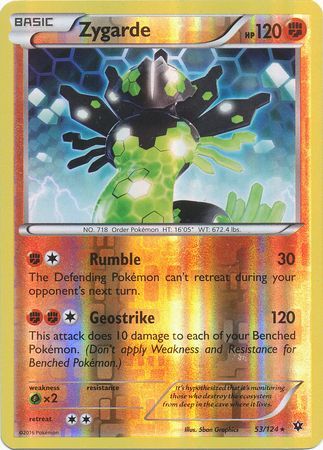 BASIC
Zygarde
HP120
NO. 718 Order Pokémon HT: 16'05" WT: 672.4 lbs.
Rumble 30
The Defending Pokémon can't retreat during your
opponent's next turn.
Geostrike 120
This attack does 10 damage to each of your Benched
Pokémon. (Don't apply Weakness and Resistance for
Benched Pokémon.)
weakness resistance
×2
retreat
It's hypothesized that it's monitoring
those who destroy the ecosystem
from deep in the cave where it lives.
©2016 Pokémon
Illus. 5ban Graphics
53/124 ★